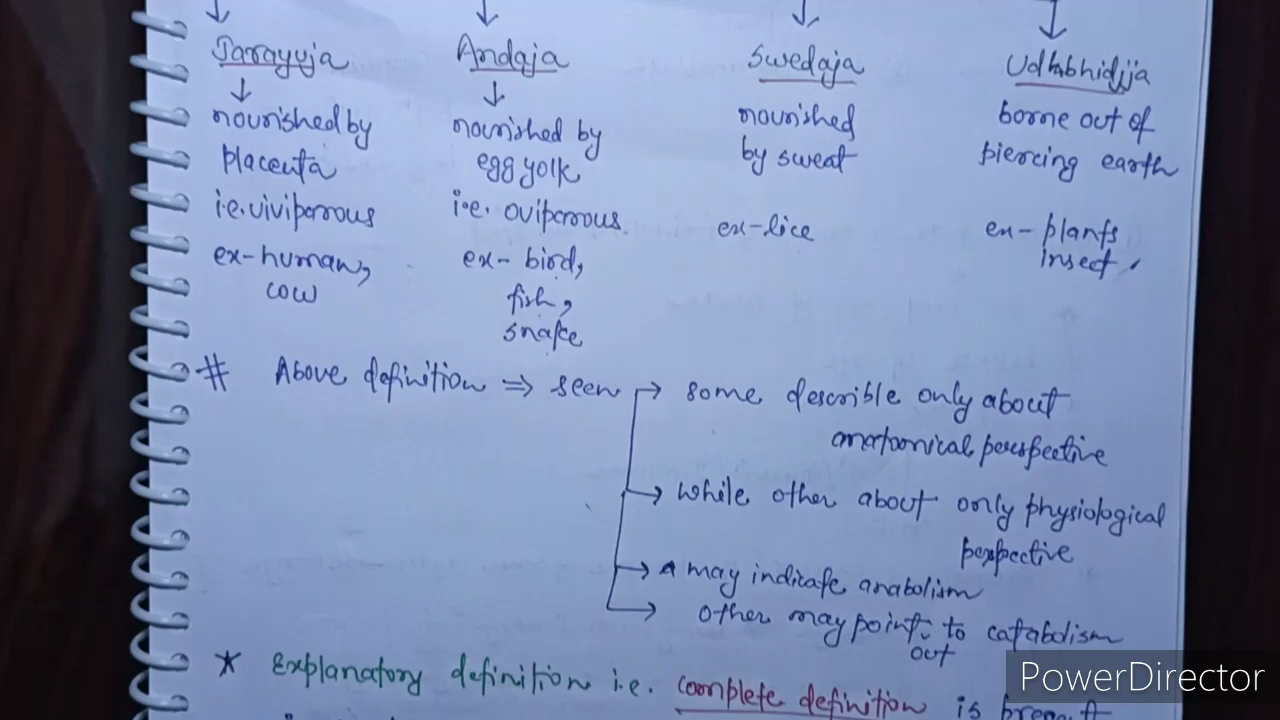 Jarayuja
Andaja
Swedaja
Udhabhidjja
nourished by
placenta
i.e. viviparous
ex-human,
cow
nourished by
egg yolk
i.e. oviparous
ex- bird,
fish,
snake
nourished
by sweat
ex-lice
borne out of
piercing earth
ex- plants
insect
# Above definition ⇒ seen → some describle only about
anatomical perspective
→ while other about only physiological
perspective
→ may indicate anabolism
→ other may point to catabolism
out
* Explanatory definition i.e. complete definition is
PowerDirector